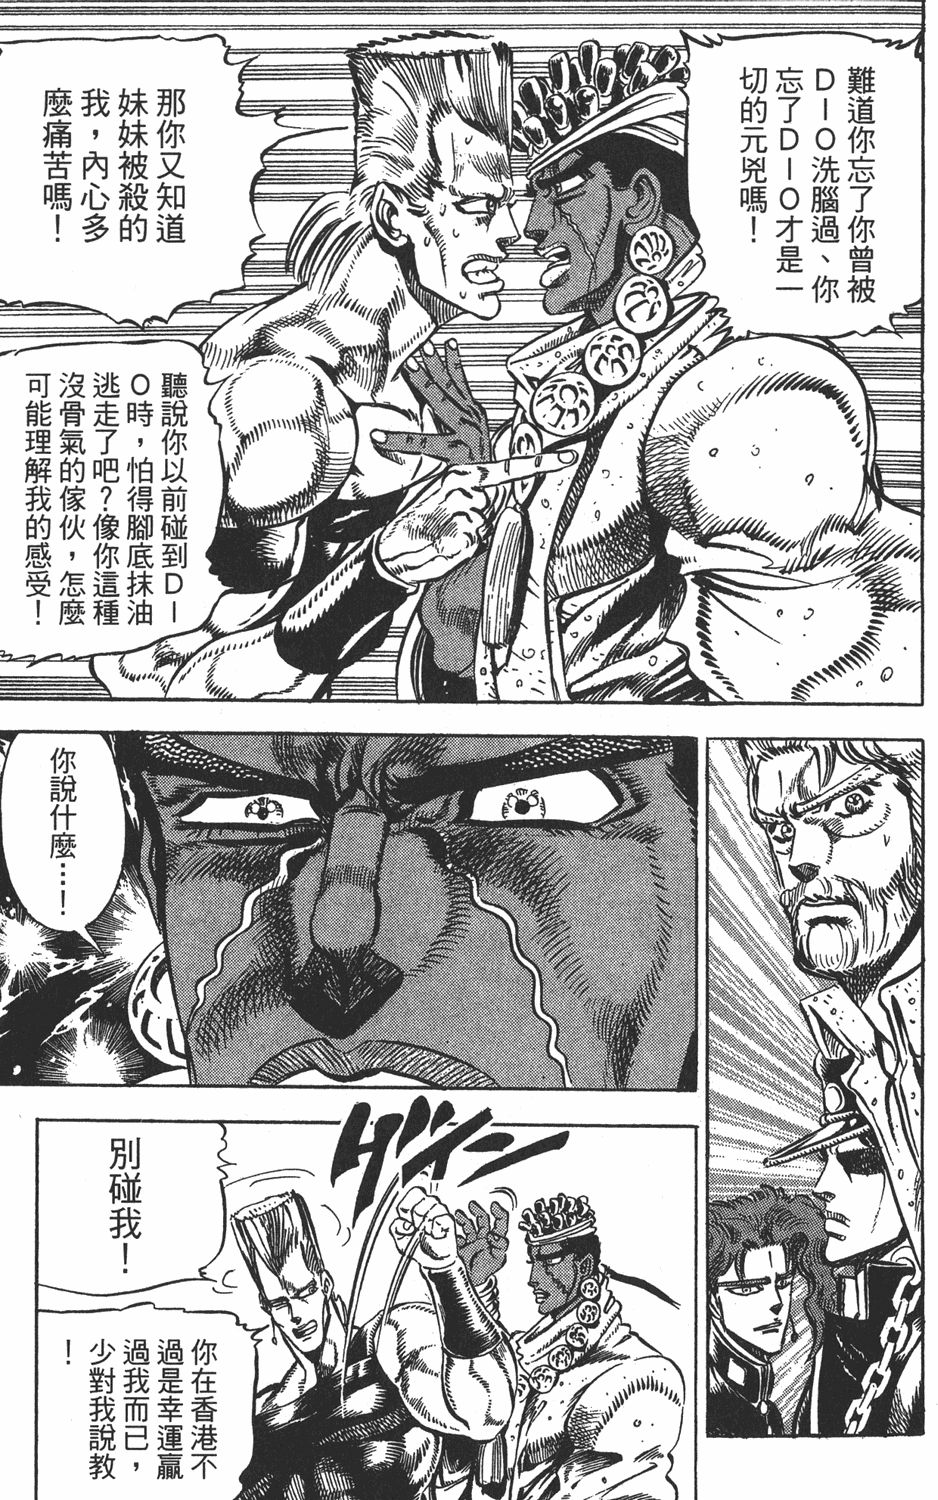 難道你忘了你曾被
DIO洗腦過、你
忘了DIO才是一
切的元兇嗎！
那你又知道
妹妹被殺的
我，內心多
麼痛苦嗎！
聽說你以前碰到DI
O時，怕得腳底抹油
逃走了吧？像你這種
沒骨氣的傢伙，怎麼
可能理解我的感受！
你說什麼…！
グイン
別碰我！
你在香港不
過是幸運贏
過我而已，
少對我說教
！